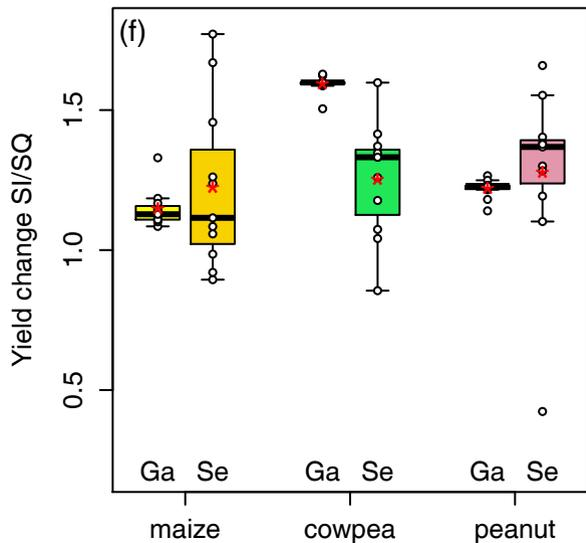 (f)
Yield change SI/SQ
1.5
1.0
0.5
Ga Se Ga Se Ga Se
maize cowpea peanut